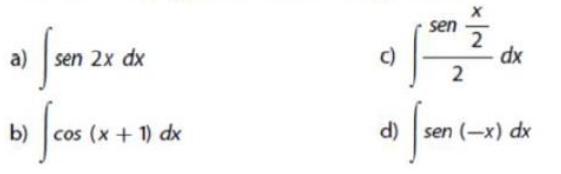 a) ∫ sen 2x dx
c) ∫ (sen x/2)/2 dx
b) ∫ cos (x + 1) dx
d) ∫ sen (−x) dx